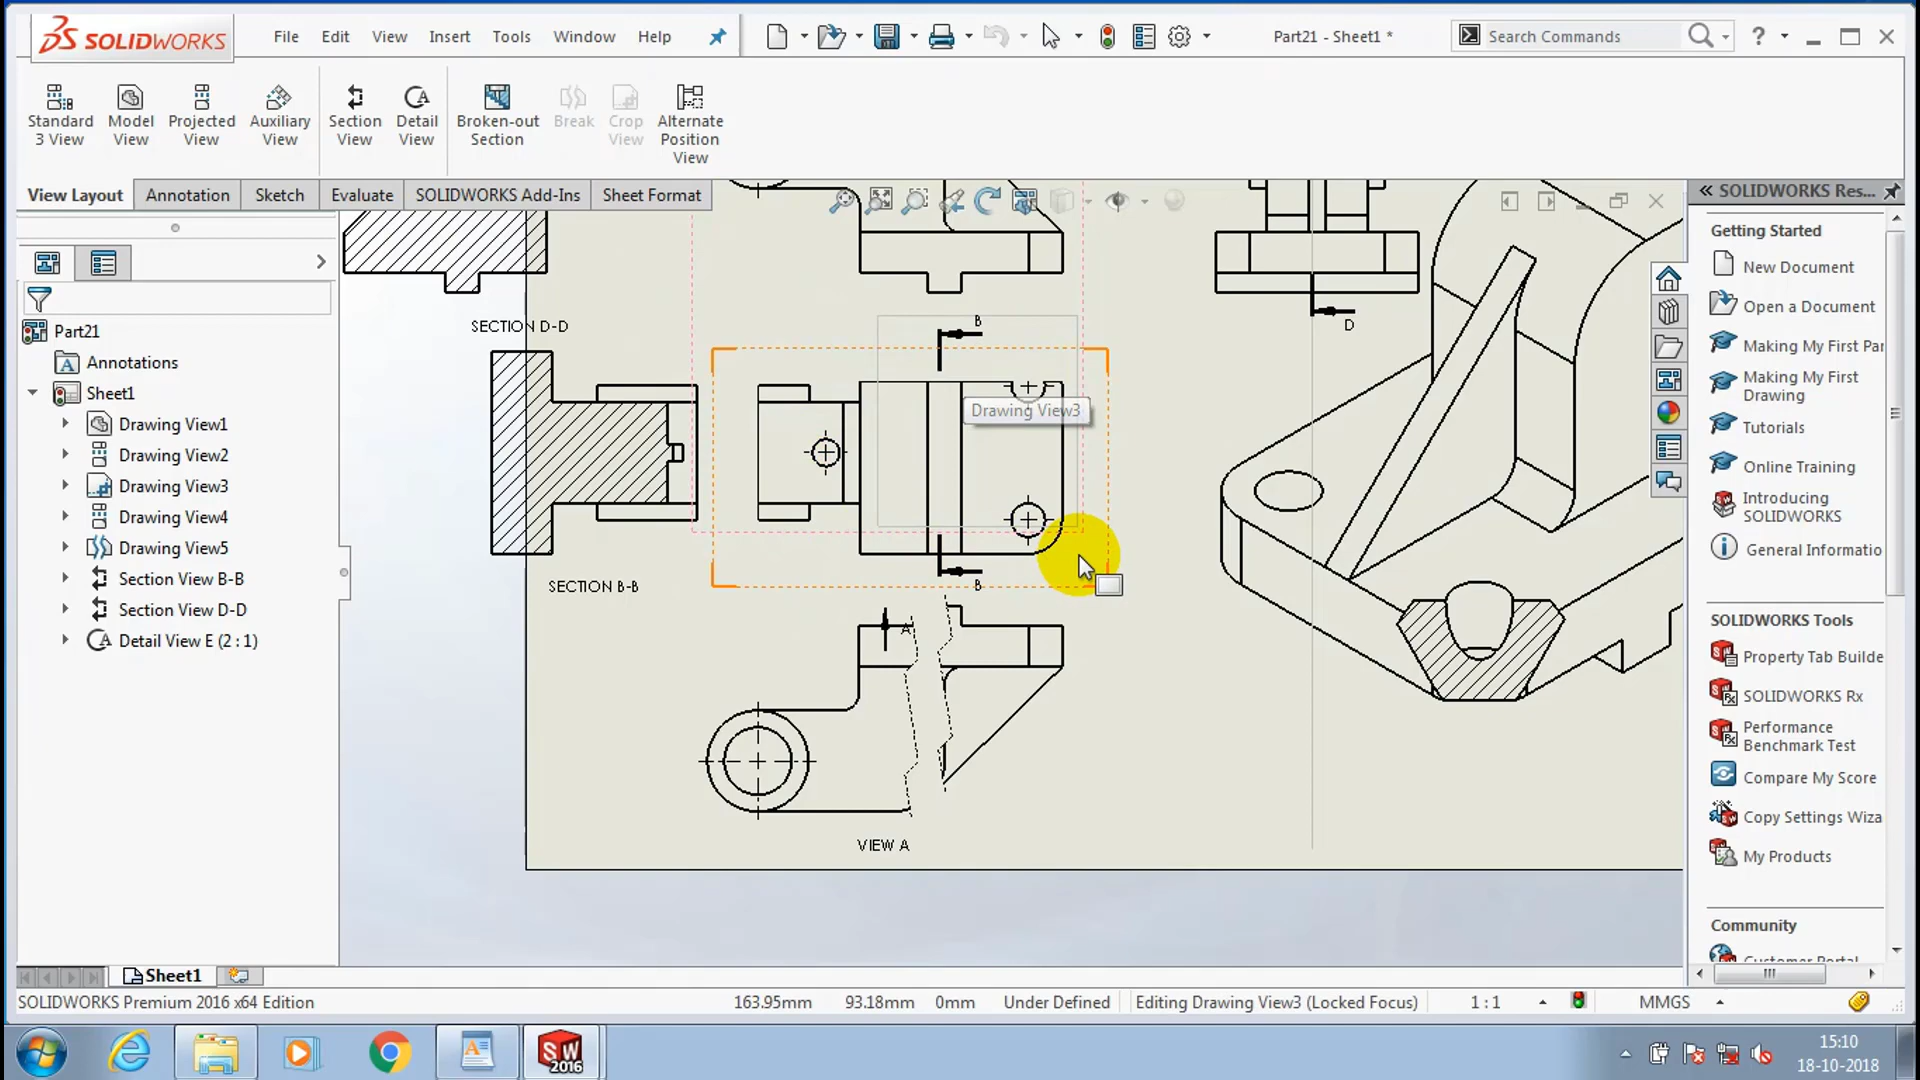 SOLIDWORKS
File Edit View Insert Tools Window Help
Part21 - Sheet1 *
Search Commands
Standard 3 View
Model View
Projected View
Auxiliary View
Section View
Detail View
Broken-out Section
Break
Crop View
Alternate Position View
View Layout Annotation Sketch Evaluate SOLIDWORKS Add-Ins Sheet Format
SOLIDWORKS Res...
Part21
Annotations
Sheet1
Drawing View1
Drawing View2
Drawing View3
Drawing View4
Drawing View5
Section View B-B
Section View D-D
Detail View E (2 : 1)
SECTION D-D
B
D
Drawing View3
SECTION B-B
B
A
VIEW A
Getting Started
New Document
Open a Document
Making My First Par
Making My First
Drawing
Tutorials
Online Training
Introducing
SOLIDWORKS
General Informatio
SOLIDWORKS Tools
Property Tab Builde
SOLIDWORKS Rx
Performance
Benchmark Test
Compare My Score
Copy Settings Wiza
My Products
Community
Customer Portal
Sheet1
SOLIDWORKS Premium 2016 x64 Edition
163.95mm 93.18mm 0mm Under Defined Editing Drawing View3 (Locked Focus) 1 : 1 MMGS
SW
2016
15:10
18-10-2018